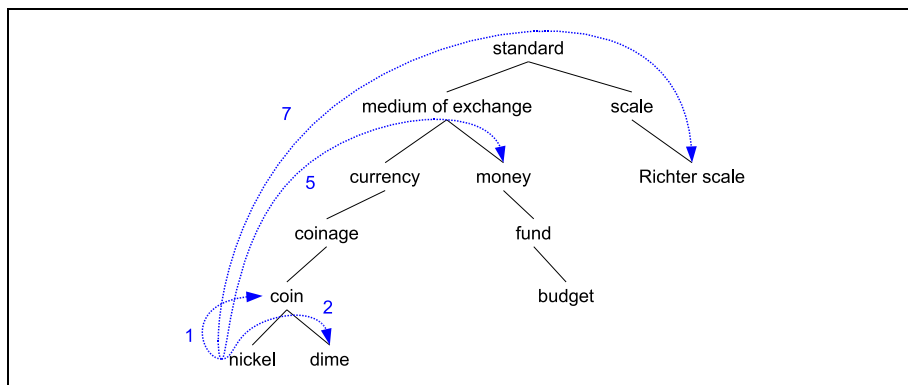 standard
medium of exchange scale
7
5 currency money Richter scale
coinage fund
coin budget
1 2
nickel dime